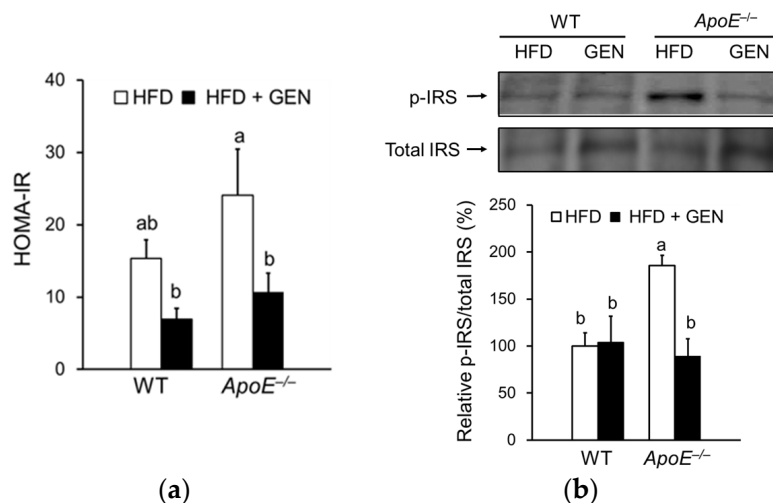 40
30
20
10
0
HOMA-IR
HFD HFD + GEN
ab
b
a
b
WT ApoE–/–
(a)
WT ApoE–/–
HFD GEN HFD GEN
p-IRS →
Total IRS →
250
200
150
100
50
0
Relative p-IRS/total IRS (%)
HFD HFD + GEN
b
b
a
b
WT ApoE–/–
(b)